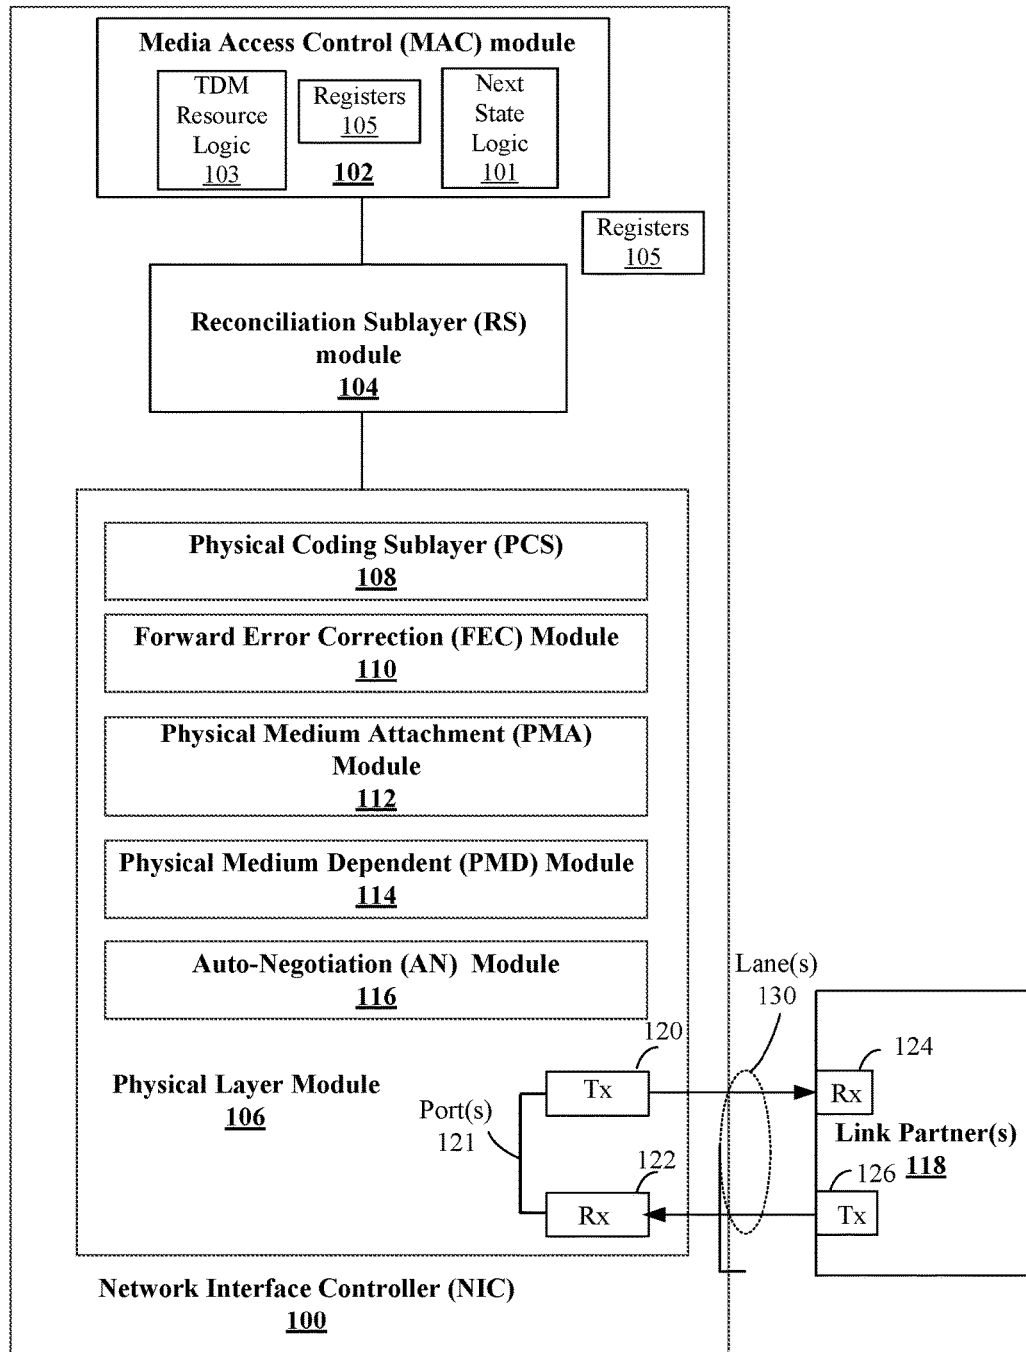 Media Access Control (MAC) module
TDM
Resource
Logic
103
Registers
105
102
Next
State
Logic
101
Registers
105
Reconciliation Sublayer (RS)
module
104
Physical Coding Sublayer (PCS)
108
Forward Error Correction (FEC) Module
110
Physical Medium Attachment (PMA)
Module
112
Physical Medium Dependent (PMD) Module
114
Auto-Negotiation (AN) Module
116
Lane(s)
130
120
124
Physical Layer Module
106
Tx
Rx
Port(s)
121
Link Partner(s)
118
122
126
Rx
Tx
Network Interface Controller (NIC)
100